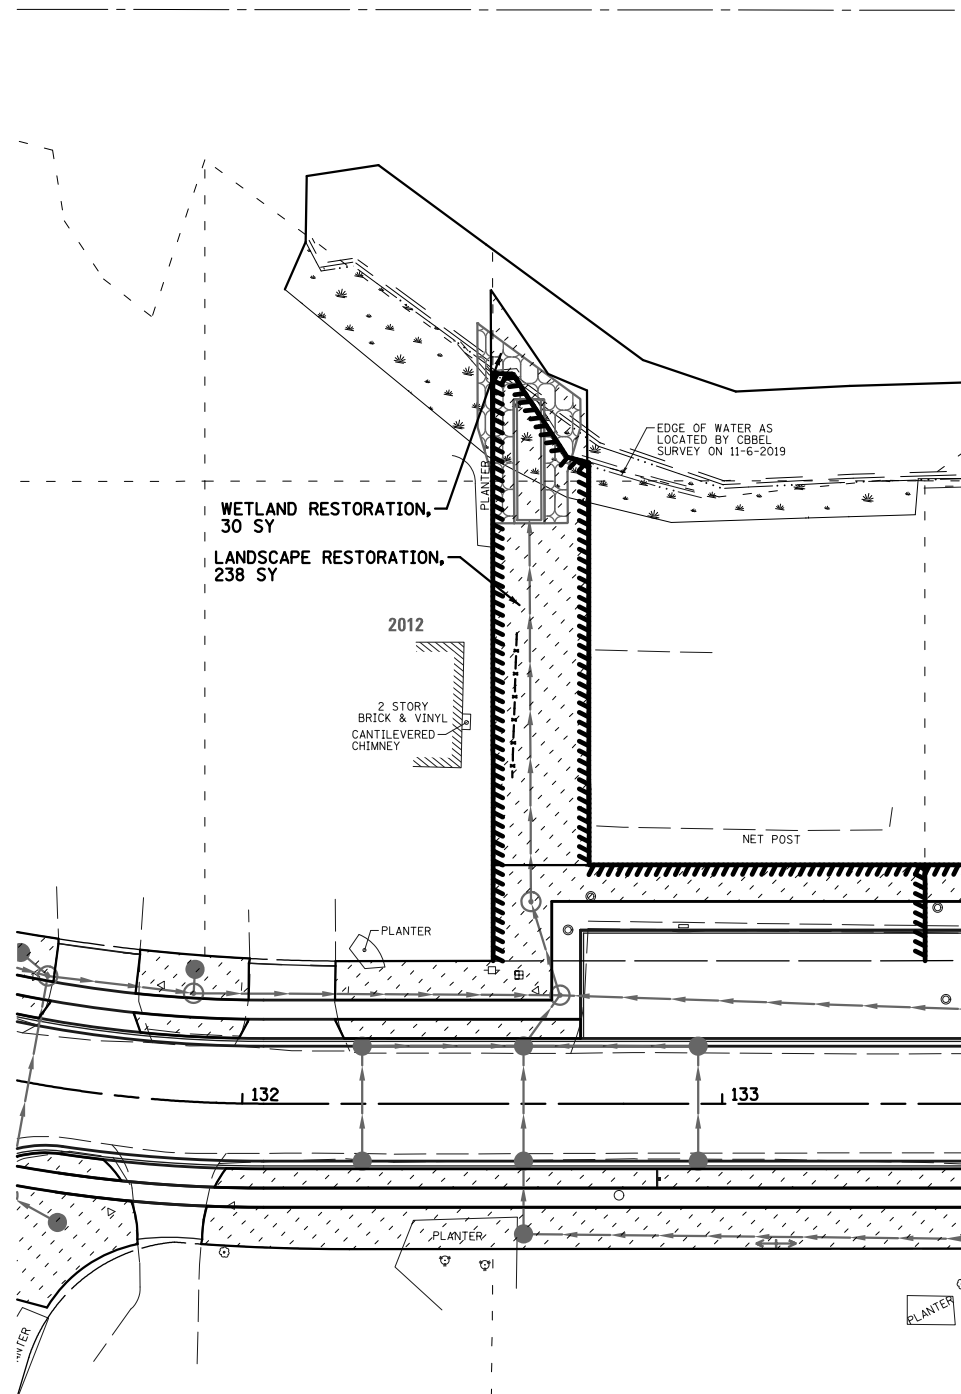 EDGE OF WATER AS
LOCATED BY CBBEL
SURVEY ON 11-6-2019
PLANTER
WETLAND RESTORATION,
30 SY
LANDSCAPE RESTORATION,
238 SY
2012
2 STORY
BRICK & VINYL
CANTILEVERED
CHIMNEY
NET POST
PLANTER
132
133
PLANTER
PLANTER
NTER